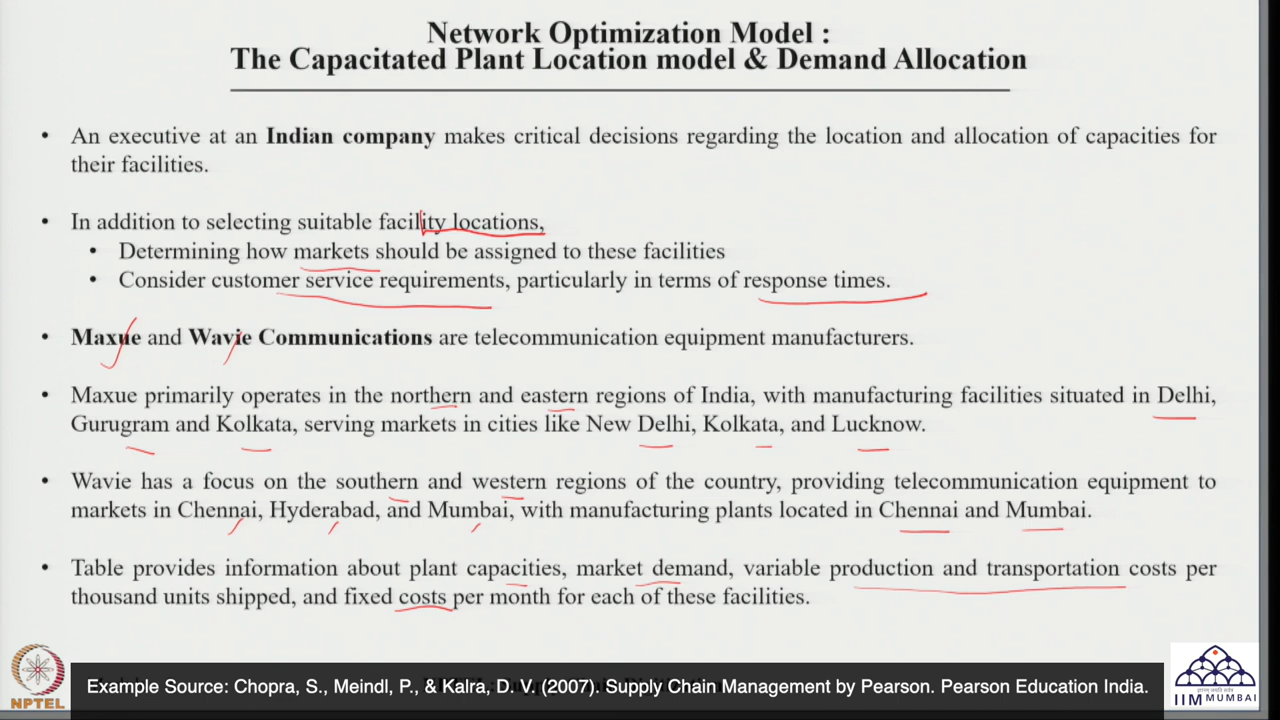 Network Optimization Model :
The Capacitated Plant Location model & Demand Allocation
• An executive at an Indian company makes critical decisions regarding the location and allocation of capacities for
their facilities.
• In addition to selecting suitable facility locations,
• Determining how markets should be assigned to these facilities
• Consider customer service requirements, particularly in terms of response times.
• Maxue and Wavie Communications are telecommunication equipment manufacturers.
• Maxue primarily operates in the northern and eastern regions of India, with manufacturing facilities situated in Delhi,
Gurugram and Kolkata, serving markets in cities like New Delhi, Kolkata, and Lucknow.
• Wavie has a focus on the southern and western regions of the country, providing telecommunication equipment to
markets in Chennai, Hyderabad, and Mumbai, with manufacturing plants located in Chennai and Mumbai.
• Table provides information about plant capacities, market demand, variable production and transportation costs per
thousand units shipped, and fixed costs per month for each of these facilities.
Example Source: Chopra, S., Meindl, P., & Kalra, D. V. (2007). Supply Chain Management by Pearson. Pearson Education India.
NPTEL
IIM MUMBAI